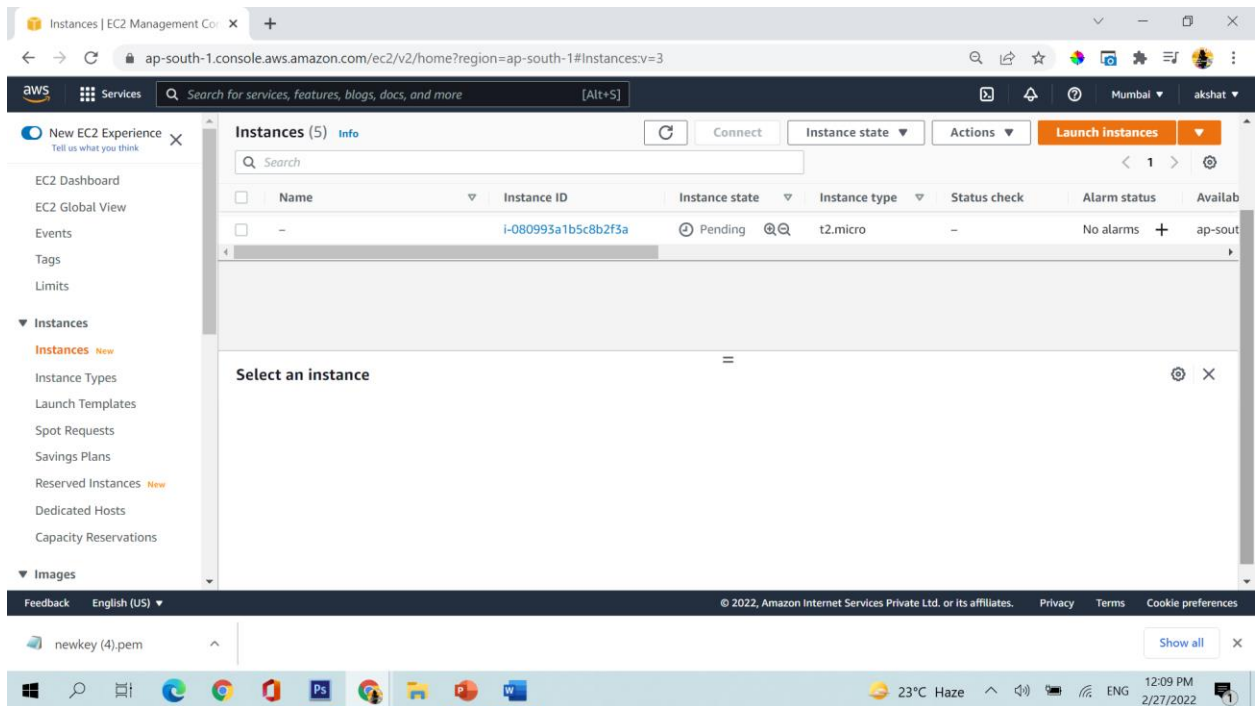 Instances | EC2 Management Cor
ap-south-1.console.aws.amazon.com/ec2/v2/home?region=ap-south-1#Instances:v=3
aws Services Search for services, features, blogs, docs, and more [Alt+S] Mumbai ▼ akshat ▼
New EC2 Experience
Tell us what you think
EC2 Dashboard
EC2 Global View
Events
Tags
Limits
▼ Instances
Instances New
Instance Types
Launch Templates
Spot Requests
Savings Plans
Reserved Instances New
Dedicated Hosts
Capacity Reservations
▼ Images
Instances (5) Info Connect Instance state ▼ Actions ▼ Launch instances ▼
Search
< 1 >
Name Instance ID Instance state Instance type Status check Alarm status Availab
– i-080993a1b5c8b2f3a Pending t2.micro – No alarms + ap-sout
Select an instance
Feedback English (US) ▼ © 2022, Amazon Internet Services Private Ltd. or its affiliates. Privacy Terms Cookie preferences
newkey (4).pem Show all
Ps 23°C Haze ENG 12:09 PM
2/27/2022 1